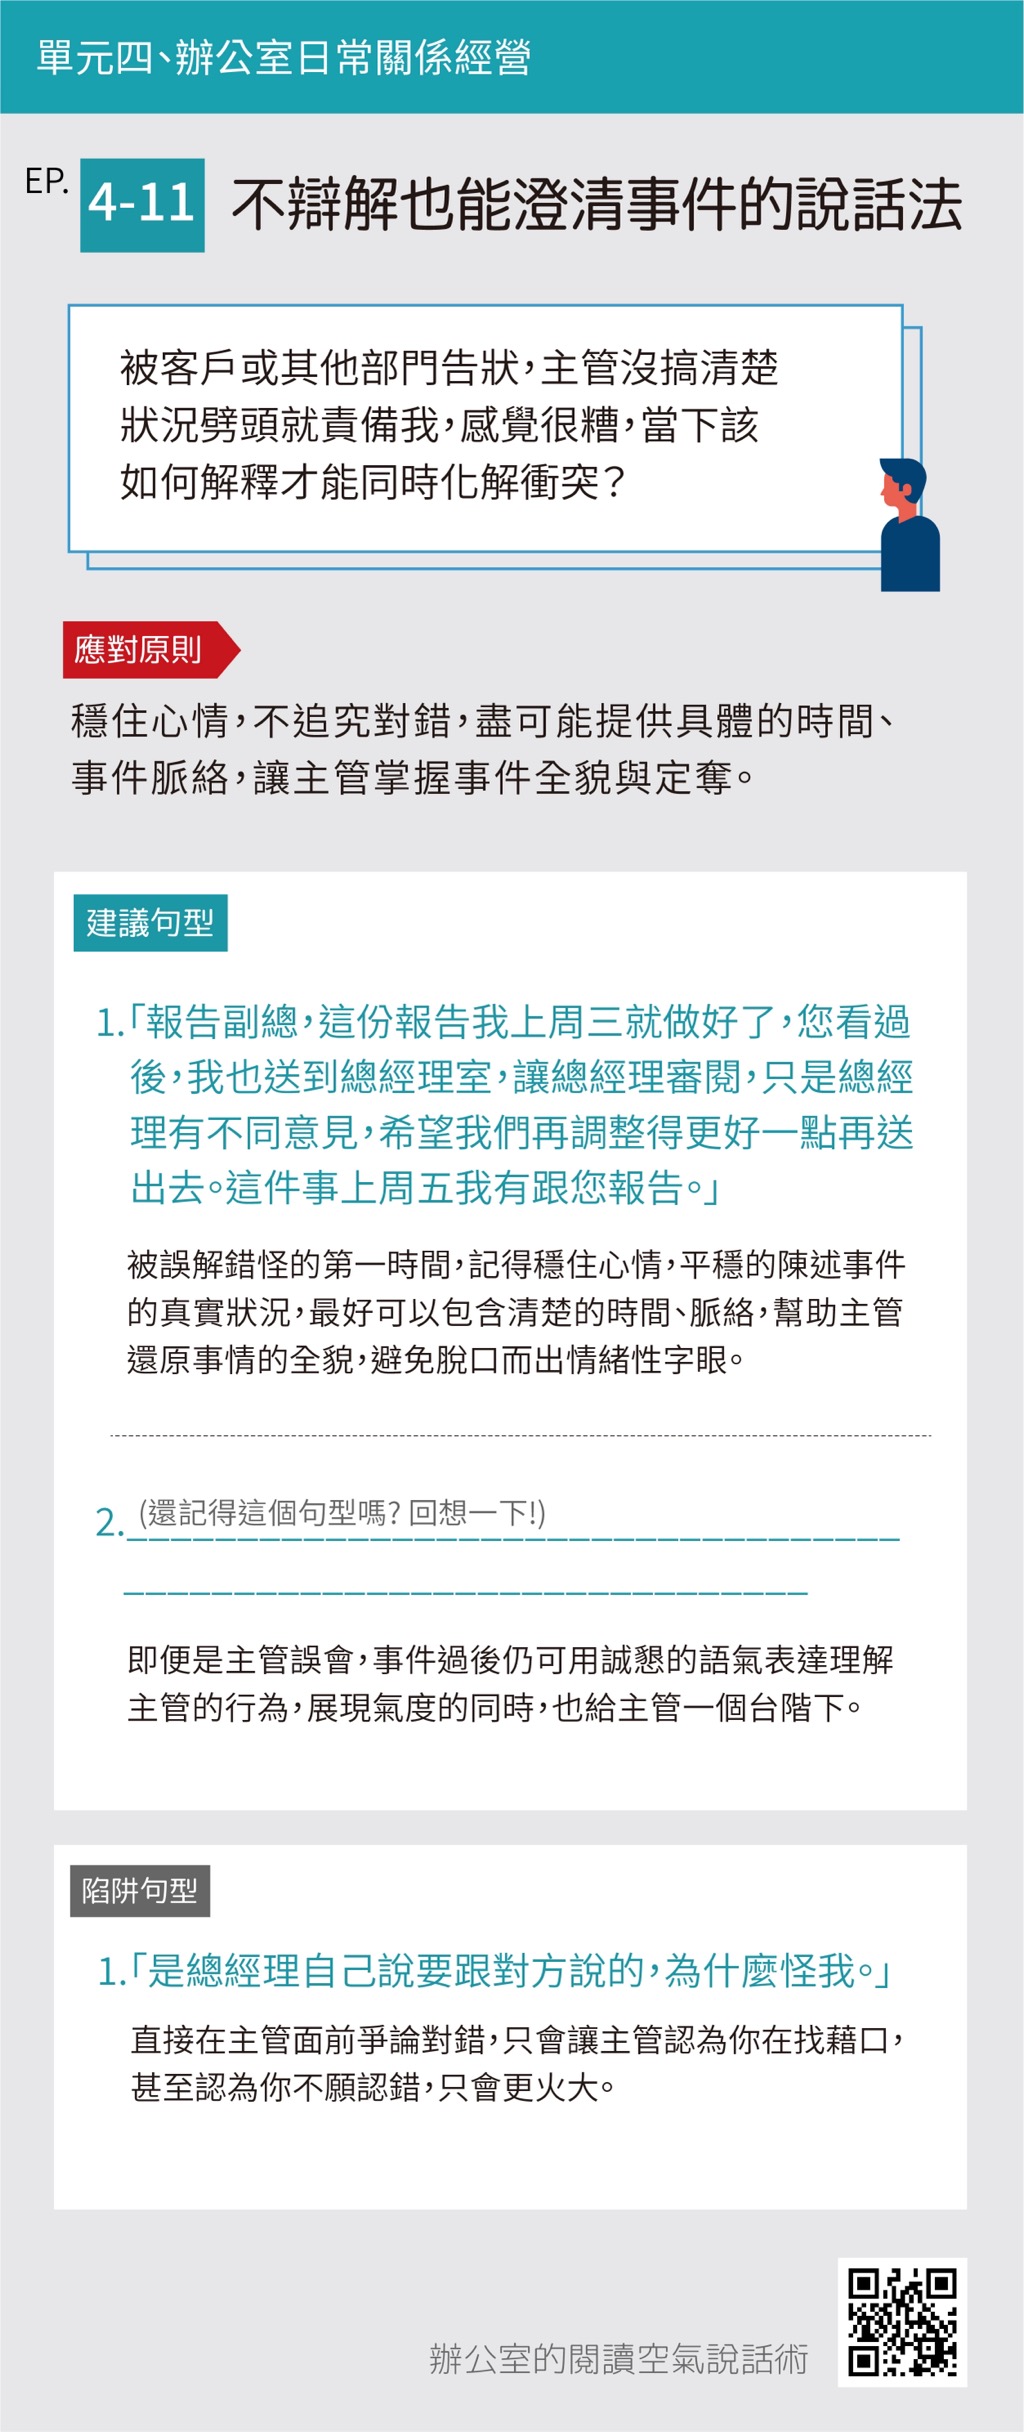 單元四、辦公室日常關係經營
EP. 4-11 不辯解也能澄清事件的說話法
被客戶或其他部門告狀，主管沒搞清楚
狀況劈頭就責備我，感覺很糟，當下該
如何解釋才能同時化解衝突？
應對原則
穩住心情，不追究對錯，盡可能提供具體的時間、
事件脈絡，讓主管掌握事件全貌與定奪。
建議句型
1.「報告副總，這份報告我上周三就做好了，您看過
後，我也送到總經理室，讓總經理審閱，只是總經
理有不同意見，希望我們再調整得更好一點再送
出去。這件事上周五我有跟您報告。」
被誤解錯怪的第一時間，記得穩住心情，平穩的陳述事件
的真實狀況，最好可以包含清楚的時間、脈絡，幫助主管
還原事情的全貌，避免脫口而出情緒性字眼。
2. (還記得這個句型嗎? 回想一下!)
即便是主管誤會，事件過後仍可用誠懇的語氣表達理解
主管的行為，展現氣度的同時，也給主管一個台階下。
陷阱句型
1.「是總經理自己說要跟對方說的，為什麼怪我。」
直接在主管面前爭論對錯，只會讓主管認為你在找藉口，
甚至認為你不願認錯，只會更火大。
辦公室的閱讀空氣說話術